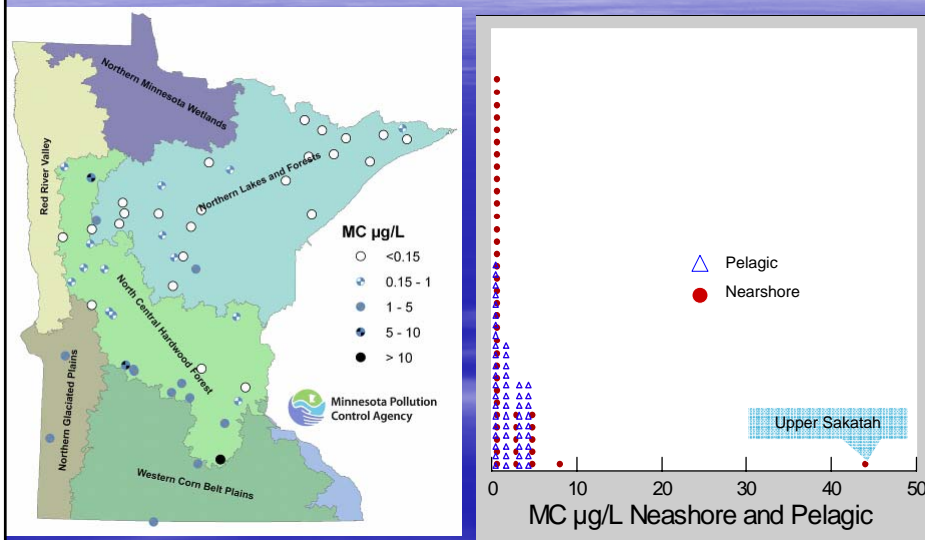 Northern Minnesota Wetlands
Red River Valley
Northern Lakes and Forests
North Central Hardwood Forest
Northern Glaciated Plains
Western Corn Belt Plains
MC µg/L
<0.15
0.15 - 1
1 - 5
5 - 10
> 10
Minnesota Pollution
Control Agency
Pelagic
Nearshore
Upper Sakatah
0 10 20 30 40 50
MC µg/L Neashore and Pelagic